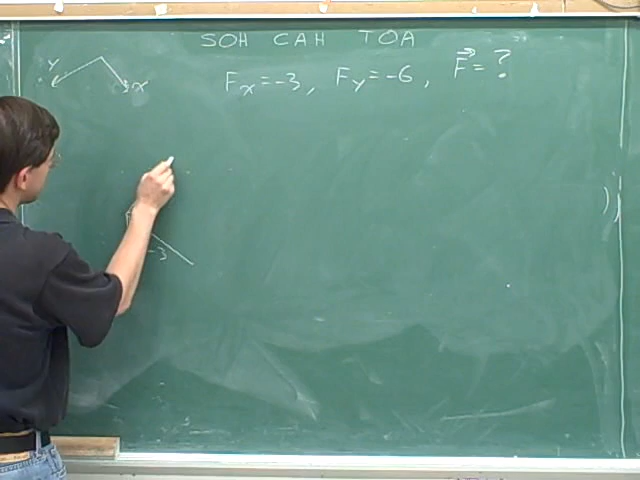 SOH CAH TOA
Y
X
Fx=-3, Fy=-6, F=?
-3